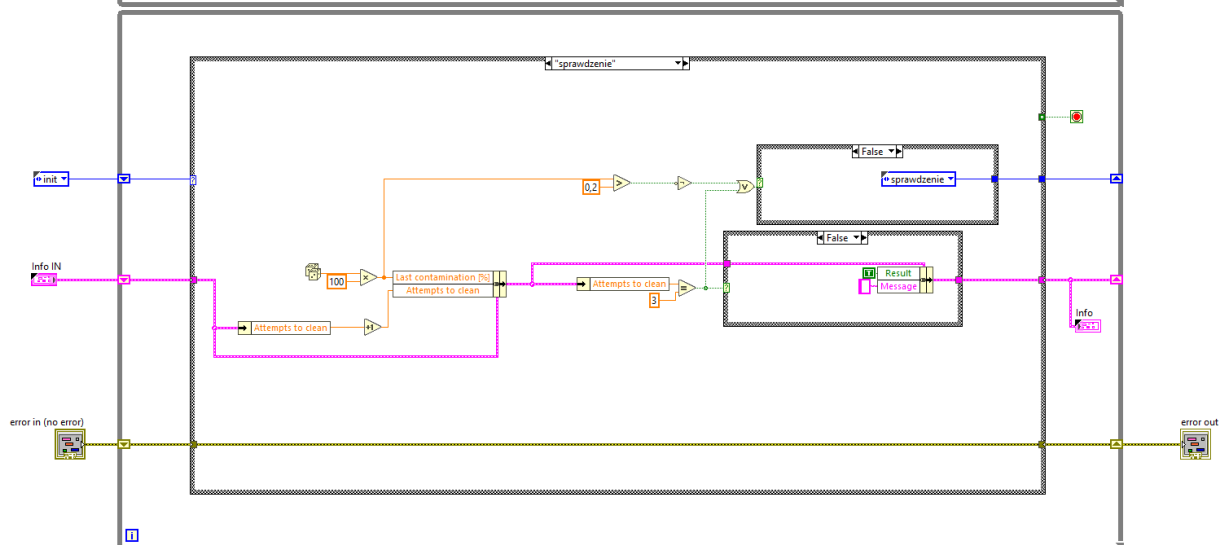 "sprawdzenie"
False
init
sprawdzenie
0,2
>
v
False
Info IN
100
x
Last contamination [%]
Attempts to clean
Attempts to clean
3
=
T
Result
Message
Info
Attempts to clean
+1
error in (no error)
error out
i